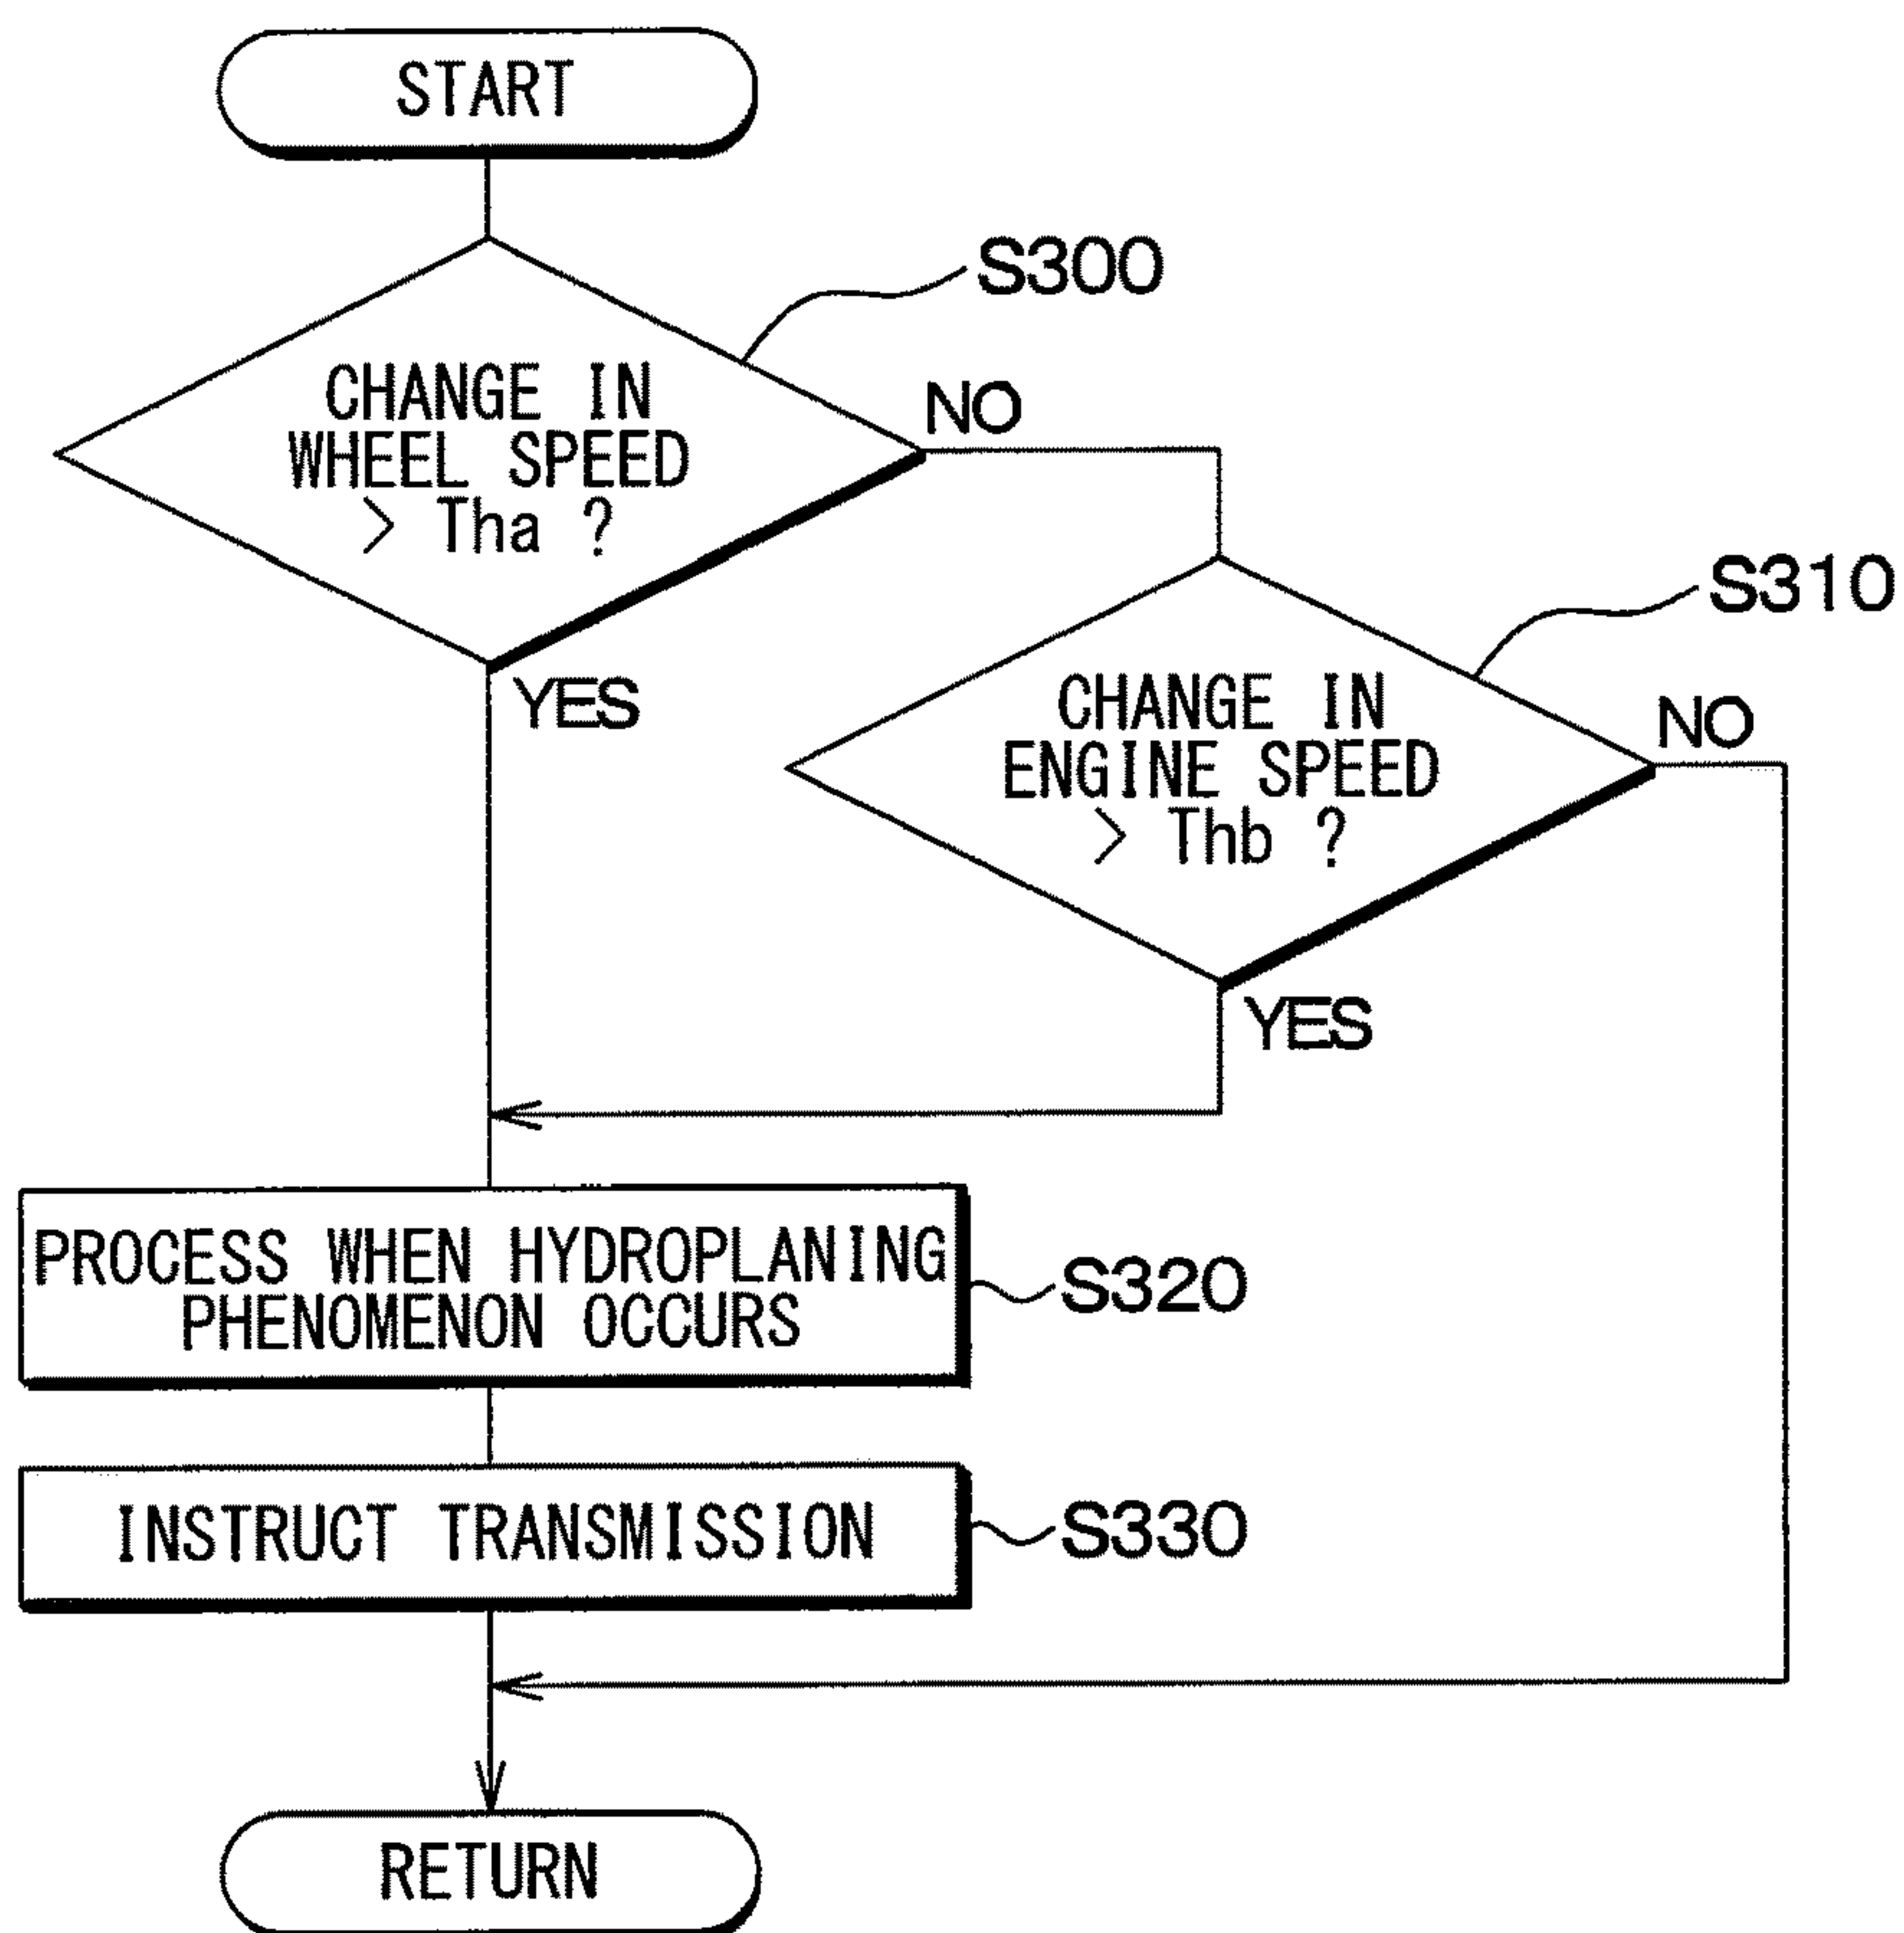 START
S300
CHANGE IN
WHEEL SPEED
> Tha ?
NO
YES
S310
CHANGE IN
ENGINE SPEED
> Thb ?
NO
YES
PROCESS WHEN HYDROPLANING
PHENOMENON OCCURS
S320
INSTRUCT TRANSMISSION
S330
RETURN